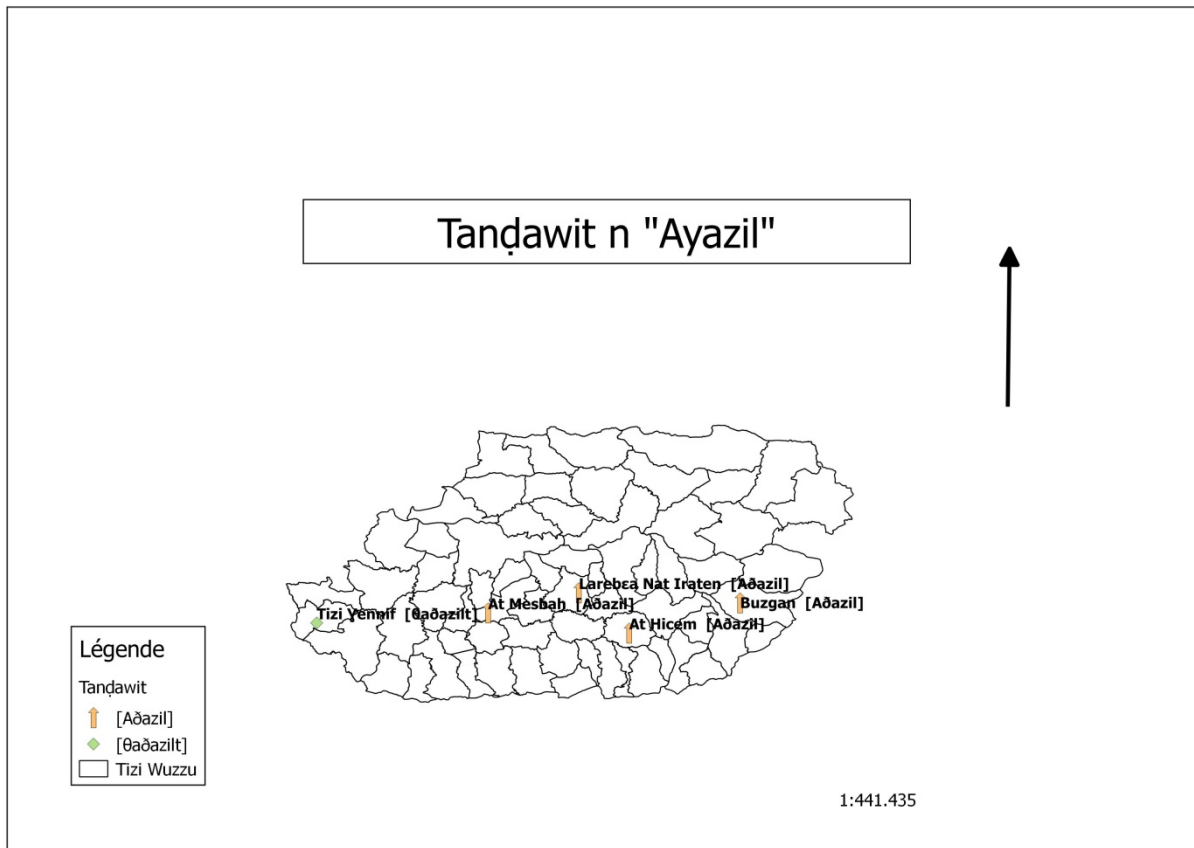 Tanḍawit n "Ayazil"
Larebɛa Nat Iraten [Aðazil]
At Mesbaḥ [Aðazil]
Buzgan [Aðazil]
Tizi Ɣennif [θaðazilt]
At Hicem [Aðazil]
Légende
Tanḍawit
[Aðazil]
[θaðazilt]
Tizi Wuzzu
1:441.435